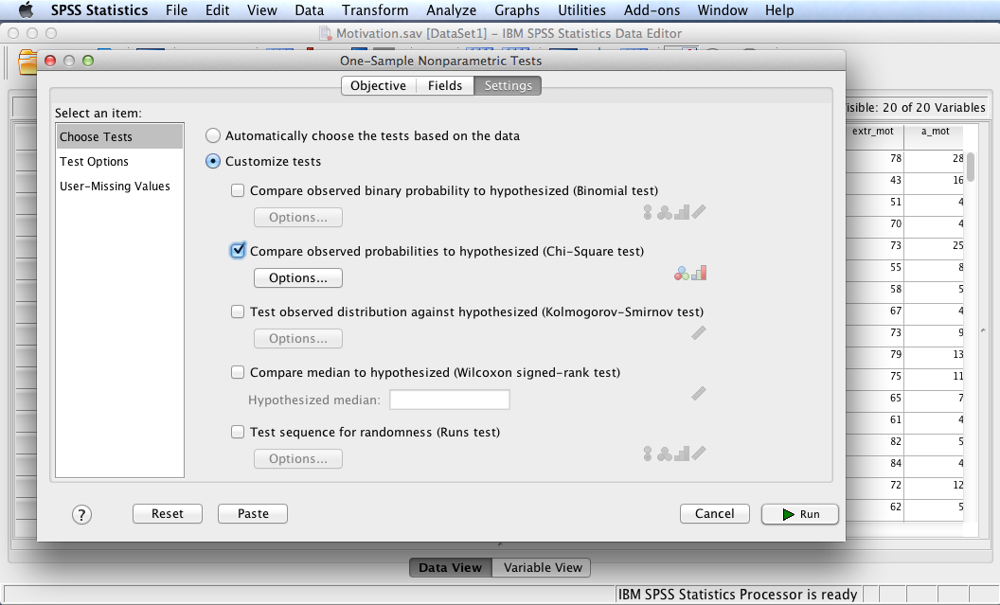 SPSS Statistics File Edit View Data Transform Analyze Graphs Utilities Add-ons Window Help
Motivation.sav [DataSet1] – IBM SPSS Statistics Data Editor
One-Sample Nonparametric Tests
Objective Fields Settings
Select an item:
Choose Tests
Test Options
User-Missing Values
Automatically choose the tests based on the data
Customize tests
Compare observed binary probability to hypothesized (Binomial test)
Options...
Compare observed probabilities to hypothesized (Chi-Square test)
Options...
Test observed distribution against hypothesized (Kolmogorov-Smirnov test)
Options...
Compare median to hypothesized (Wilcoxon signed-rank test)
Hypothesized median:
Test sequence for randomness (Runs test)
Options...
? Reset Paste Cancel Run
isible: 20 of 20 Variables
extr_mot a_mot
78 28
43 16
51 4
70 4
73 25
55 8
58 5
67 4
73 9
79 13
75 11
65 7
61 4
82 5
84 4
72 12
62 5
Data View Variable View
IBM SPSS Statistics Processor is ready